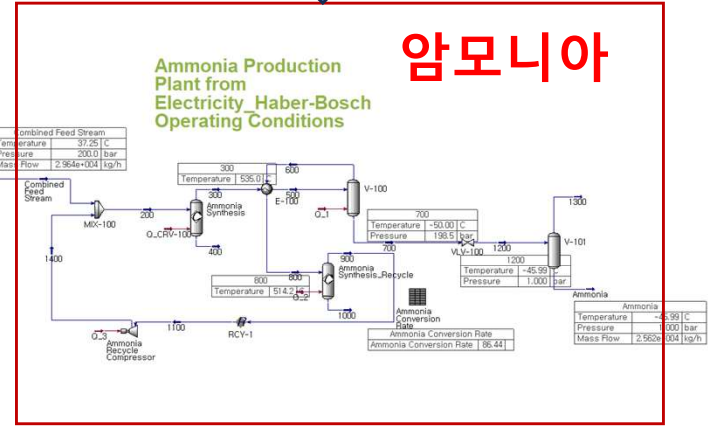 암모니아
Ammonia Production
Plant from
Electricity_Haber-Bosch
Operating Conditions
Combined Feed Stream
Temperature 37.25 C
Pressure 200.0 bar
Mass Flow 2.964e+004 kg/h
Combined
Feed
Stream
MIX-100
200
1400
300
Temperature 535.0 C
300
Ammonia
Synthesis
Q_CRV-100
400
600
500
E-100
Q_1
V-100
700
Temperature -50.00 C
Pressure 198.5 bar
700
VLV-100
1200
1300
V-101
1200
Temperature -45.99 C
Pressure 1.000 bar
Ammonia
Ammonia
Temperature -45.99 C
Pressure 1.000 bar
Mass Flow 2.562e+004 kg/h
800
Temperature 514.2
800
Q_2
900
Ammonia
Synthesis_Recycle
1000
Ammonia
Conversion
Rate
Ammonia Conversion Rate
Ammonia Conversion Rate 86.44
RCY-1
1100
Q_3
Ammonia
Recycle
Compressor